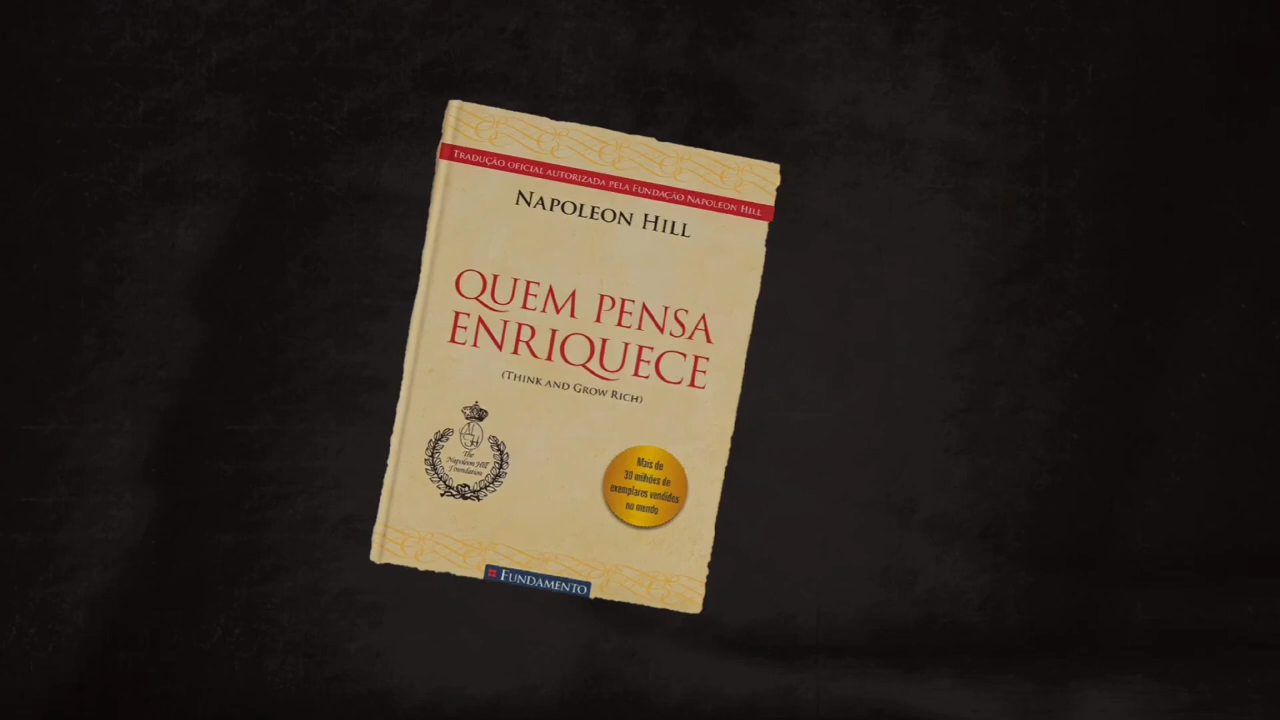 TRADUÇÃO OFICIAL AUTORIZADA PELA FUNDAÇÃO NAPOLEON HILL
NAPOLEON HILL
QUEM PENSA
ENRIQUECE
(THINK AND GROW RICH)
The
Napoleon Hill
Foundation
Mais de
30 milhões de
exemplares vendidos
no mundo
FUNDAMENTO